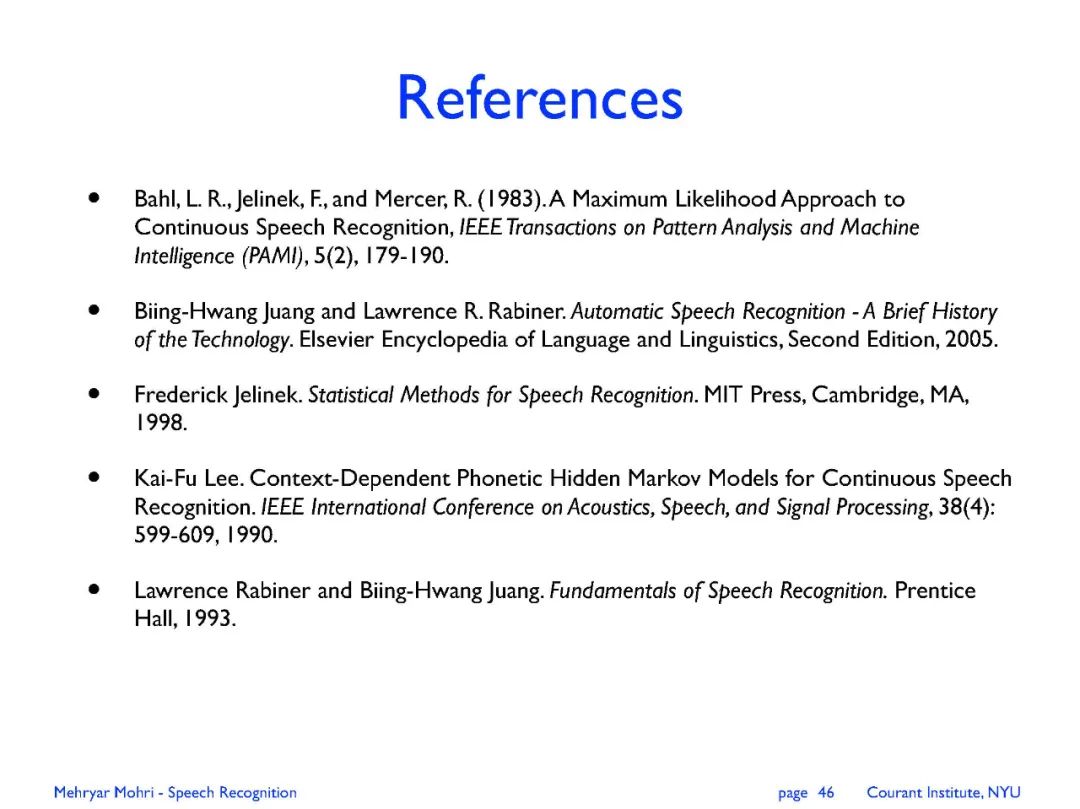 References
• Bahl, L. R., Jelinek, F., and Mercer, R. (1983). A Maximum Likelihood Approach to
Continuous Speech Recognition, IEEE Transactions on Pattern Analysis and Machine
Intelligence (PAMI), 5(2), 179-190.
• Biing-Hwang Juang and Lawrence R. Rabiner. Automatic Speech Recognition - A Brief History
of the Technology. Elsevier Encyclopedia of Language and Linguistics, Second Edition, 2005.
• Frederick Jelinek. Statistical Methods for Speech Recognition. MIT Press, Cambridge, MA,
1998.
• Kai-Fu Lee. Context-Dependent Phonetic Hidden Markov Models for Continuous Speech
Recognition. IEEE International Conference on Acoustics, Speech, and Signal Processing, 38(4):
599-609, 1990.
• Lawrence Rabiner and Biing-Hwang Juang. Fundamentals of Speech Recognition. Prentice
Hall, 1993.
Mehryar Mohri - Speech Recognition page 46 Courant Institute, NYU